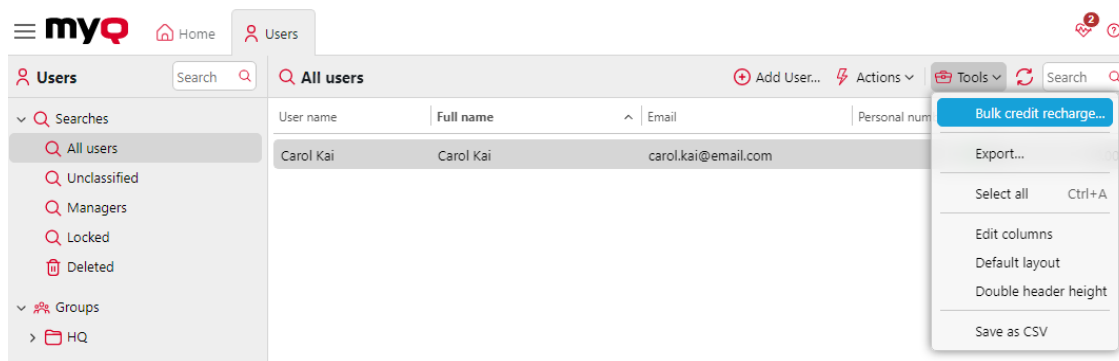 myQ
Home
Users
2
Users
Search
All users
Add User...
Actions
Tools
Search
Searches
All users
Unclassified
Managers
Locked
Deleted
Groups
HQ
User name
Full name
Email
Personal num
Carol Kai
Carol Kai
carol.kai@email.com
Bulk credit recharge...
Export...
Select all Ctrl+A
Edit columns
Default layout
Double header height
Save as CSV